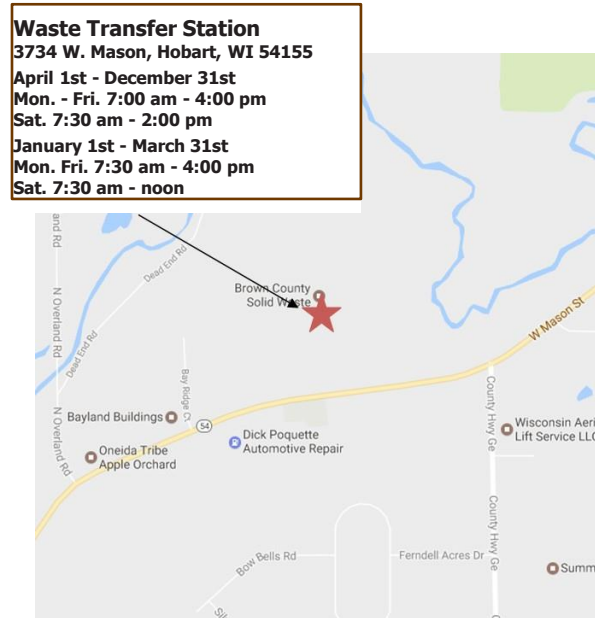 Waste Transfer Station
3734 W. Mason, Hobart, WI 54155
April 1st - December 31st
Mon. - Fri. 7:00 am - 4:00 pm
Sat. 7:30 am - 2:00 pm
January 1st - March 31st
Mon. Fri. 7:30 am - 4:00 pm
Sat. 7:30 am - noon
and Rd
N Overland Rd
Dead End Rd
Brown County
Solid Waste
W Mason St
Dead End Rd
Bay Ridge Ct
County Hwy Ge
N Overland Rd
Bayland Buildings
54
Wisconsin Aeri
Lift Service LLC
Dick Poquette
Automotive Repair
Oneida Tribe
Apple Orchard
County Hwy Ge
Bow Bells Rd
Ferndell Acres Dr
Summ